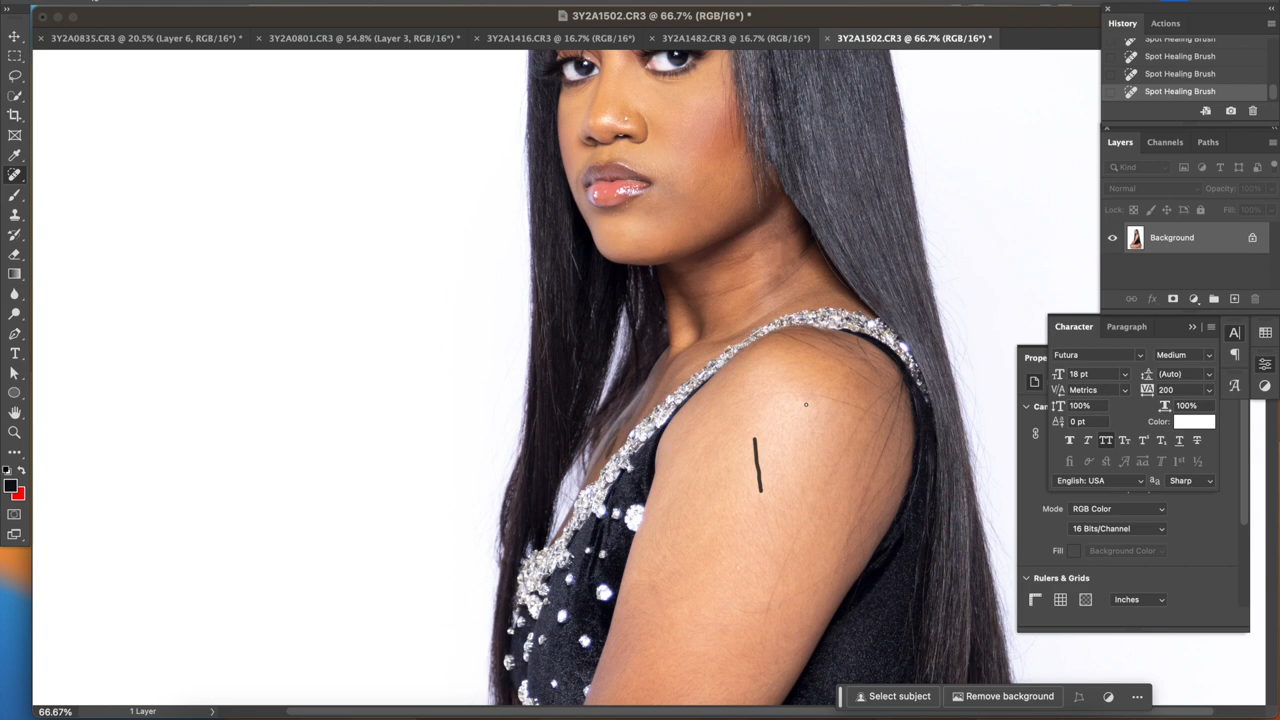 3Y2A1502.CR3 @ 66.7% (RGB/16*) *
3Y2A0835.CR3 @ 20.5% (Layer 6, RGB/16*) *
3Y2A0801.CR3 @ 54.8% (Layer 3, RGB/16*) *
3Y2A1416.CR3 @ 16.7% (RGB/16*)
3Y2A1482.CR3 @ 16.7% (RGB/16*)
3Y2A1502.CR3 @ 66.7% (RGB/16*) *
History
Actions
Spot Healing Brush
Spot Healing Brush
Spot Healing Brush
Spot Healing Brush
Layers
Channels
Paths
Kind
Normal
Opacity: 100%
Lock:
Fill: 100%
Background
Character
Paragraph
Futura
Medium
18 pt
(Auto)
Metrics
200
100%
100%
0 pt
Color:
English: USA
Sharp
Prope
Can
Mode
RGB Color
16 Bits/Channel
Fill
Background Color
Rulers & Grids
Inches
Select subject
Remove background
66.67%
1 Layer